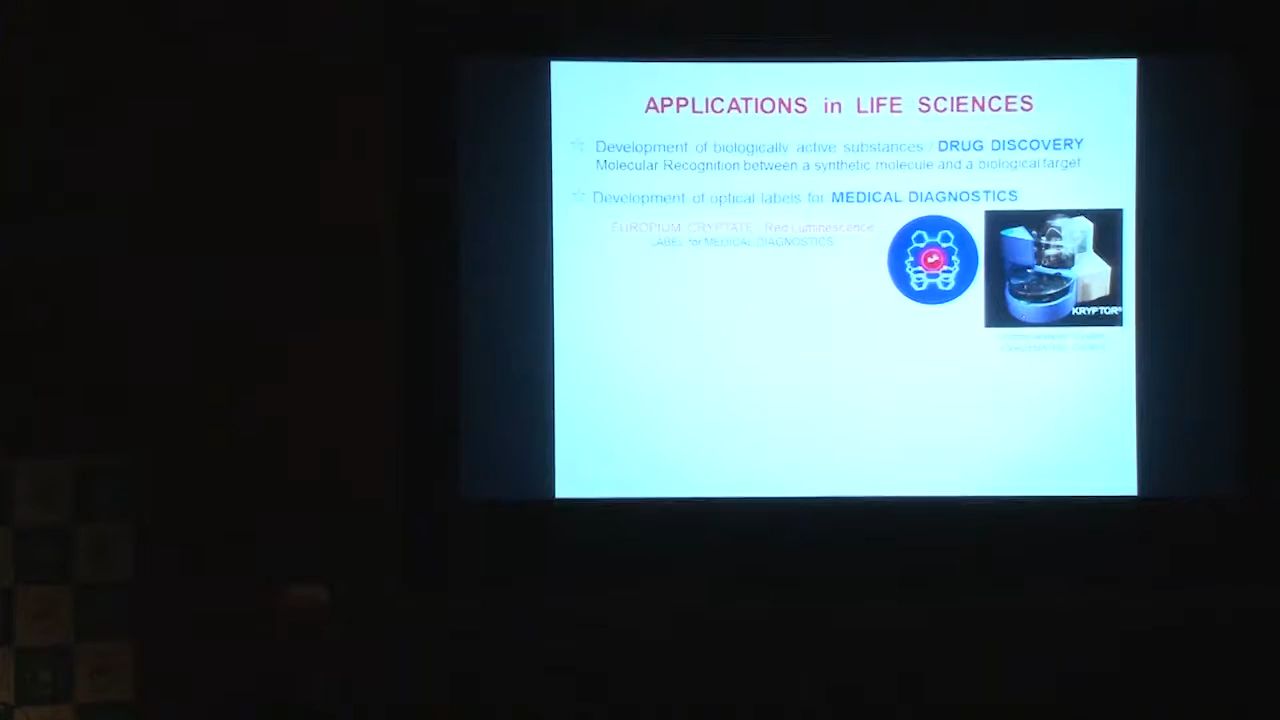 APPLICATIONS in LIFE SCIENCES
Development of biologically active substances / DRUG DISCOVERY
Molecular Recognition between a synthetic molecule and a biological target
Development of optical labels for MEDICAL DIAGNOSTICS
EUROPIUM CRYPTATE : Red Luminescence
LABEL for MEDICAL DIAGNOSTICS
KRYPTOR®